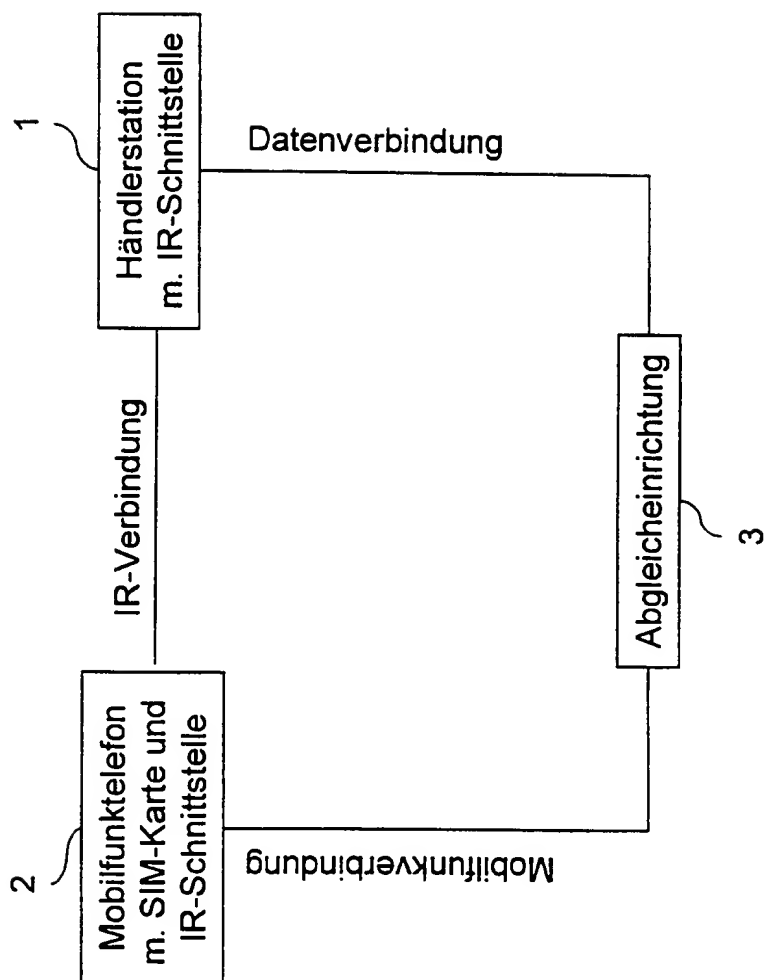 2
Mobilfunktelefon
m. SIM-Karte und
IR-Schnittstelle
IR-Verbindung
1
Händlerstation
m. IR-Schnittstelle
Mobilfunkverbindung
Datenverbindung
Abgleicheinrichtung
3